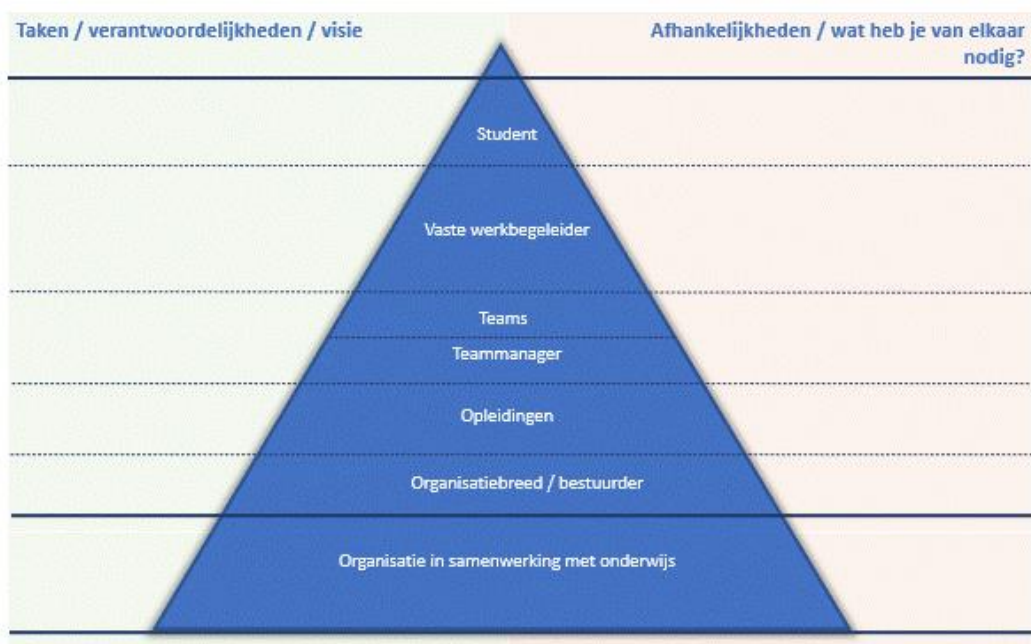 Taken / verantwoordelijkheden / visie
Afhankelijkheden / wat heb je van elkaar
nodig?
Student
Vaste werkbegeleider
Teams
Teammanager
Opleidingen
Organisatiebreed / bestuurder
Organisatie in samenwerking met onderwijs